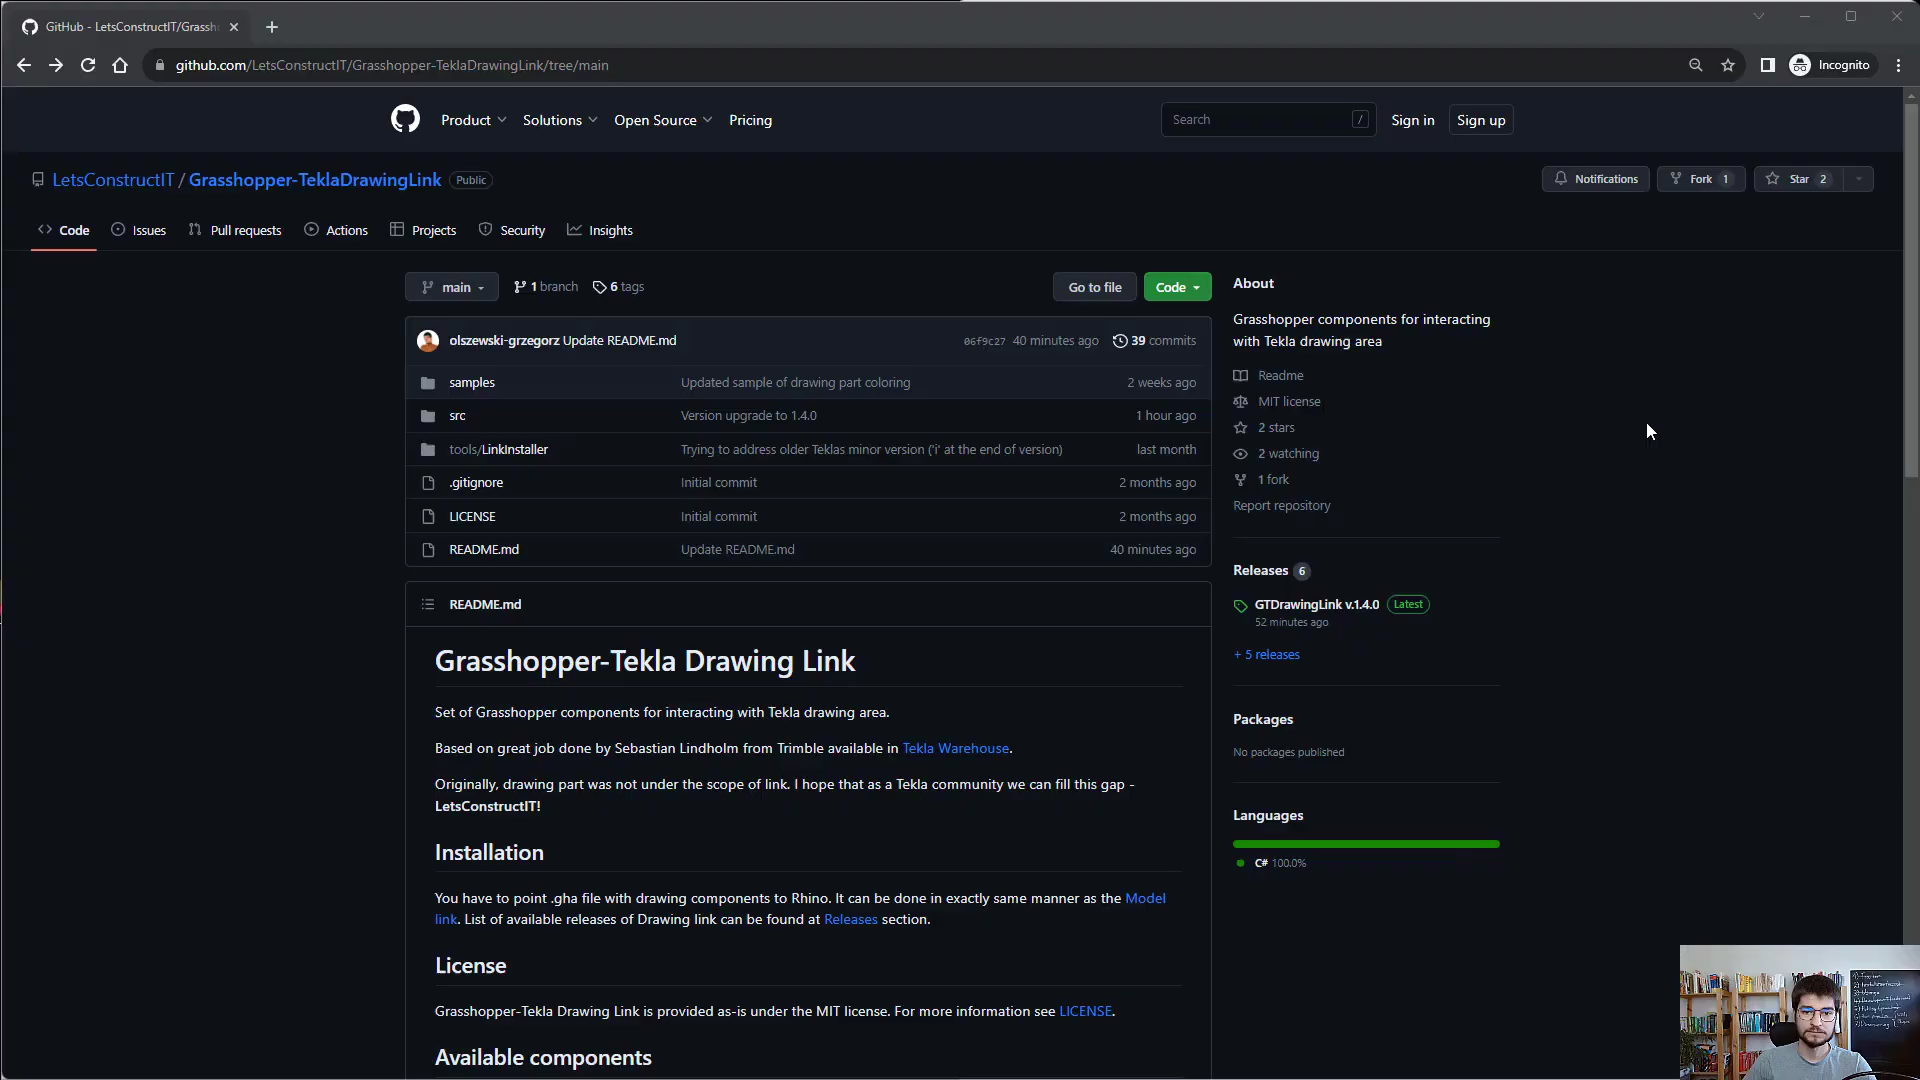 GitHub - LetsConstructIT/Grassh
github.com/LetsConstructIT/Grasshopper-TeklaDrawingLink/tree/main
Incognito
Product
Solutions
Open Source
Pricing
Search
/
Sign in
Sign up
LetsConstructIT / Grasshopper-TeklaDrawingLink Public
Notifications
Fork 1
Star 2
Code
Issues
Pull requests
Actions
Projects
Security
Insights
main
1 branch
6 tags
Go to file
Code
olszewski-grzegorz Update README.md 06f9c27 40 minutes ago 39 commits
samples Updated sample of drawing part coloring 2 weeks ago
src Version upgrade to 1.4.0 1 hour ago
tools/LinkInstaller Trying to address older Teklas minor version ('i' at the end of version) last month
.gitignore Initial commit 2 months ago
LICENSE Initial commit 2 months ago
README.md Update README.md 40 minutes ago
README.md
Grasshopper-Tekla Drawing Link
Set of Grasshopper components for interacting with Tekla drawing area.
Based on great job done by Sebastian Lindholm from Trimble available in Tekla Warehouse.
Originally, drawing part was not under the scope of link. I hope that as a Tekla community we can fill this gap -
LetsConstructIT!
Installation
You have to point .gha file with drawing components to Rhino. It can be done in exactly same manner as the Model
link. List of available releases of Drawing link can be found at Releases section.
License
Grasshopper-Tekla Drawing Link is provided as-is under the MIT license. For more information see LICENSE.
Available components
About
Grasshopper components for interacting
with Tekla drawing area
Readme
MIT license
2 stars
2 watching
1 fork
Report repository
Releases 6
GTDrawingLink v.1.4.0 Latest
52 minutes ago
+ 5 releases
Packages
No packages published
Languages
C# 100.0%